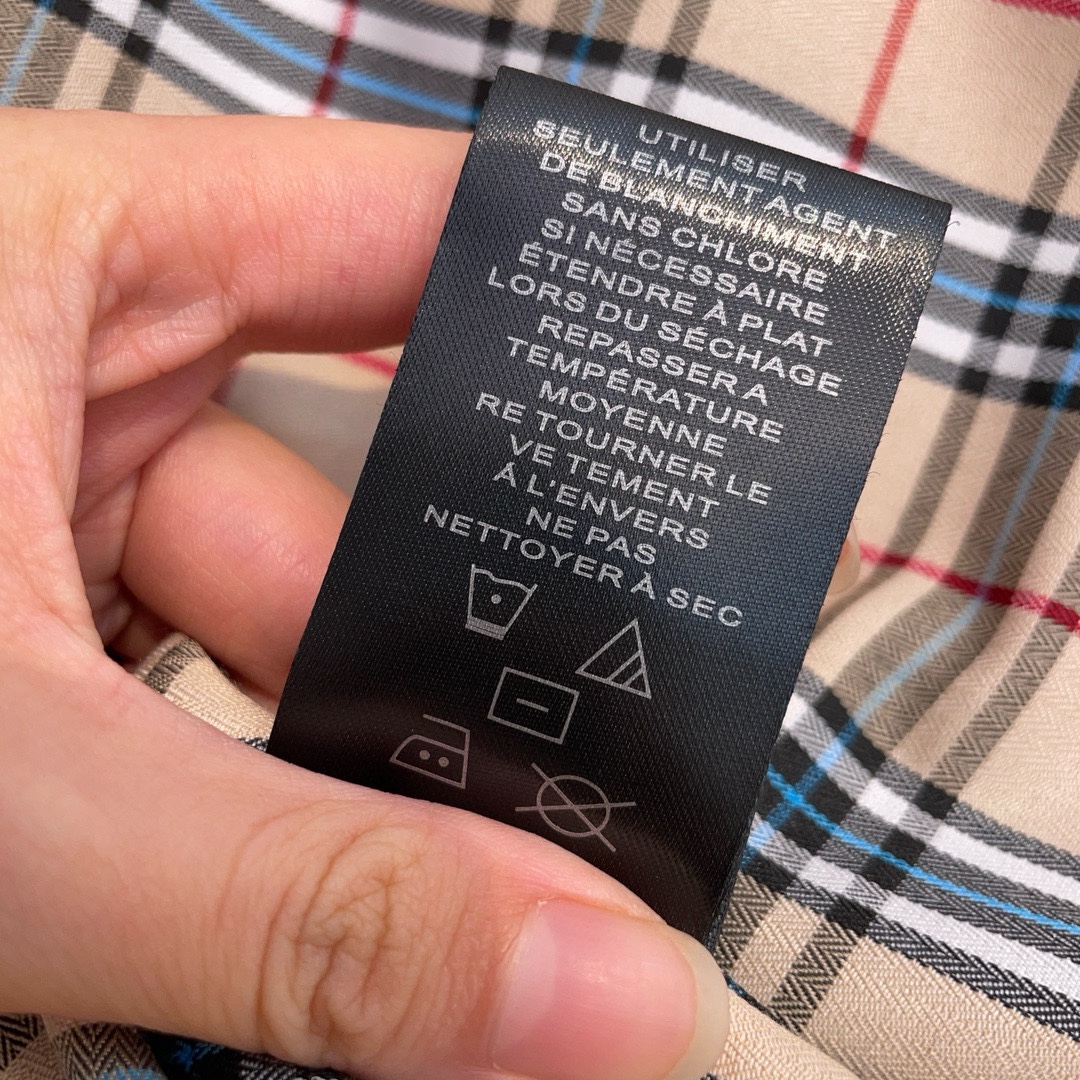 UTILISER
SEULEMENT AGENT
DE BLANCHIMENT
SANS CHLORE
SI NÉCESSAIRE
ÉTENDRE À PLAT
LORS DU SÉCHAGE
REPASSER A
TEMPÉRATURE
MOYENNE
RE TOURNER LE
VE TEMENT
À L'ENVERS
NE PAS
NETTOYER À SEC